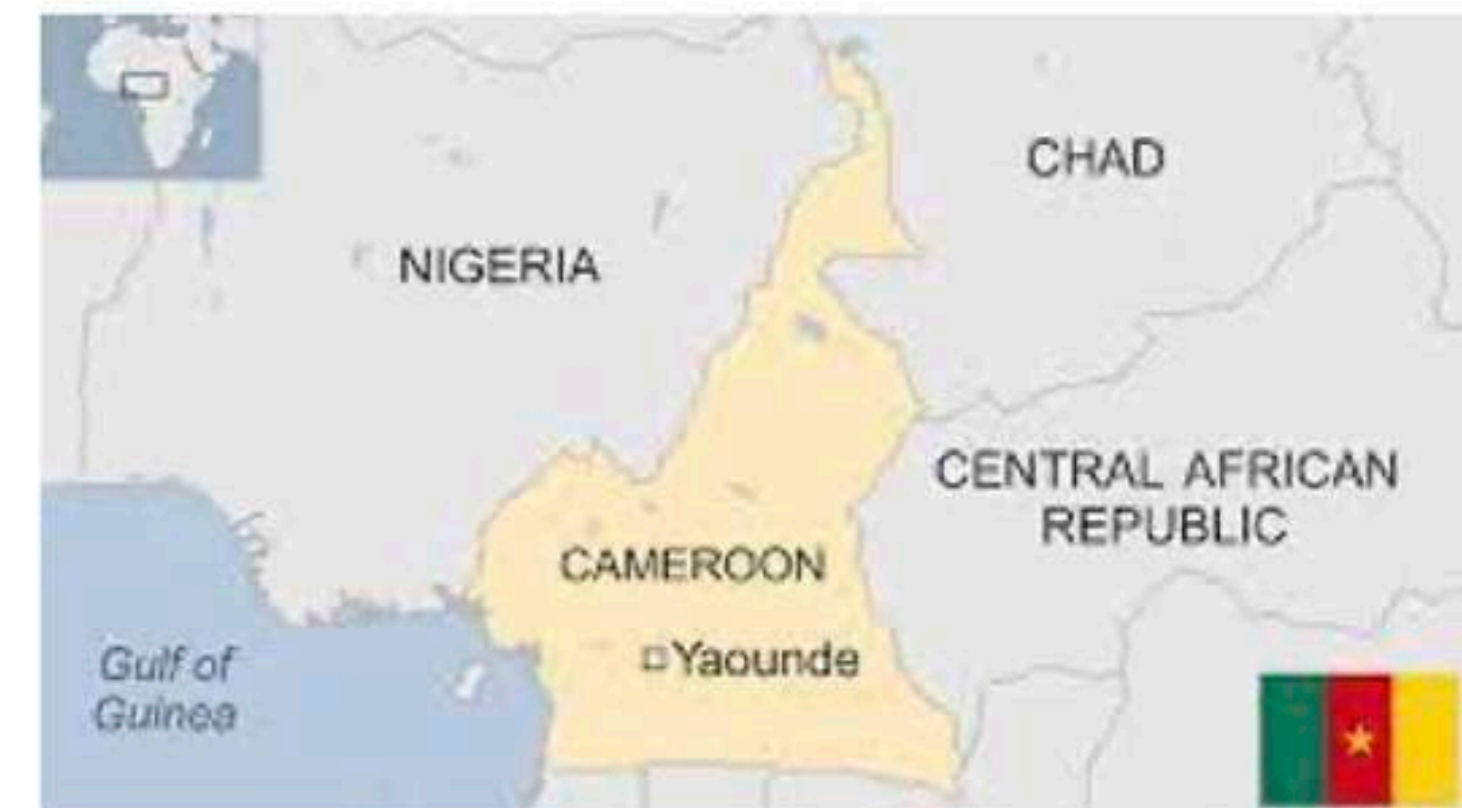 CHAD
NIGERIA
CENTRAL AFRICAN
REPUBLIC
CAMEROON
Yaounde
Gulf of
Guinea